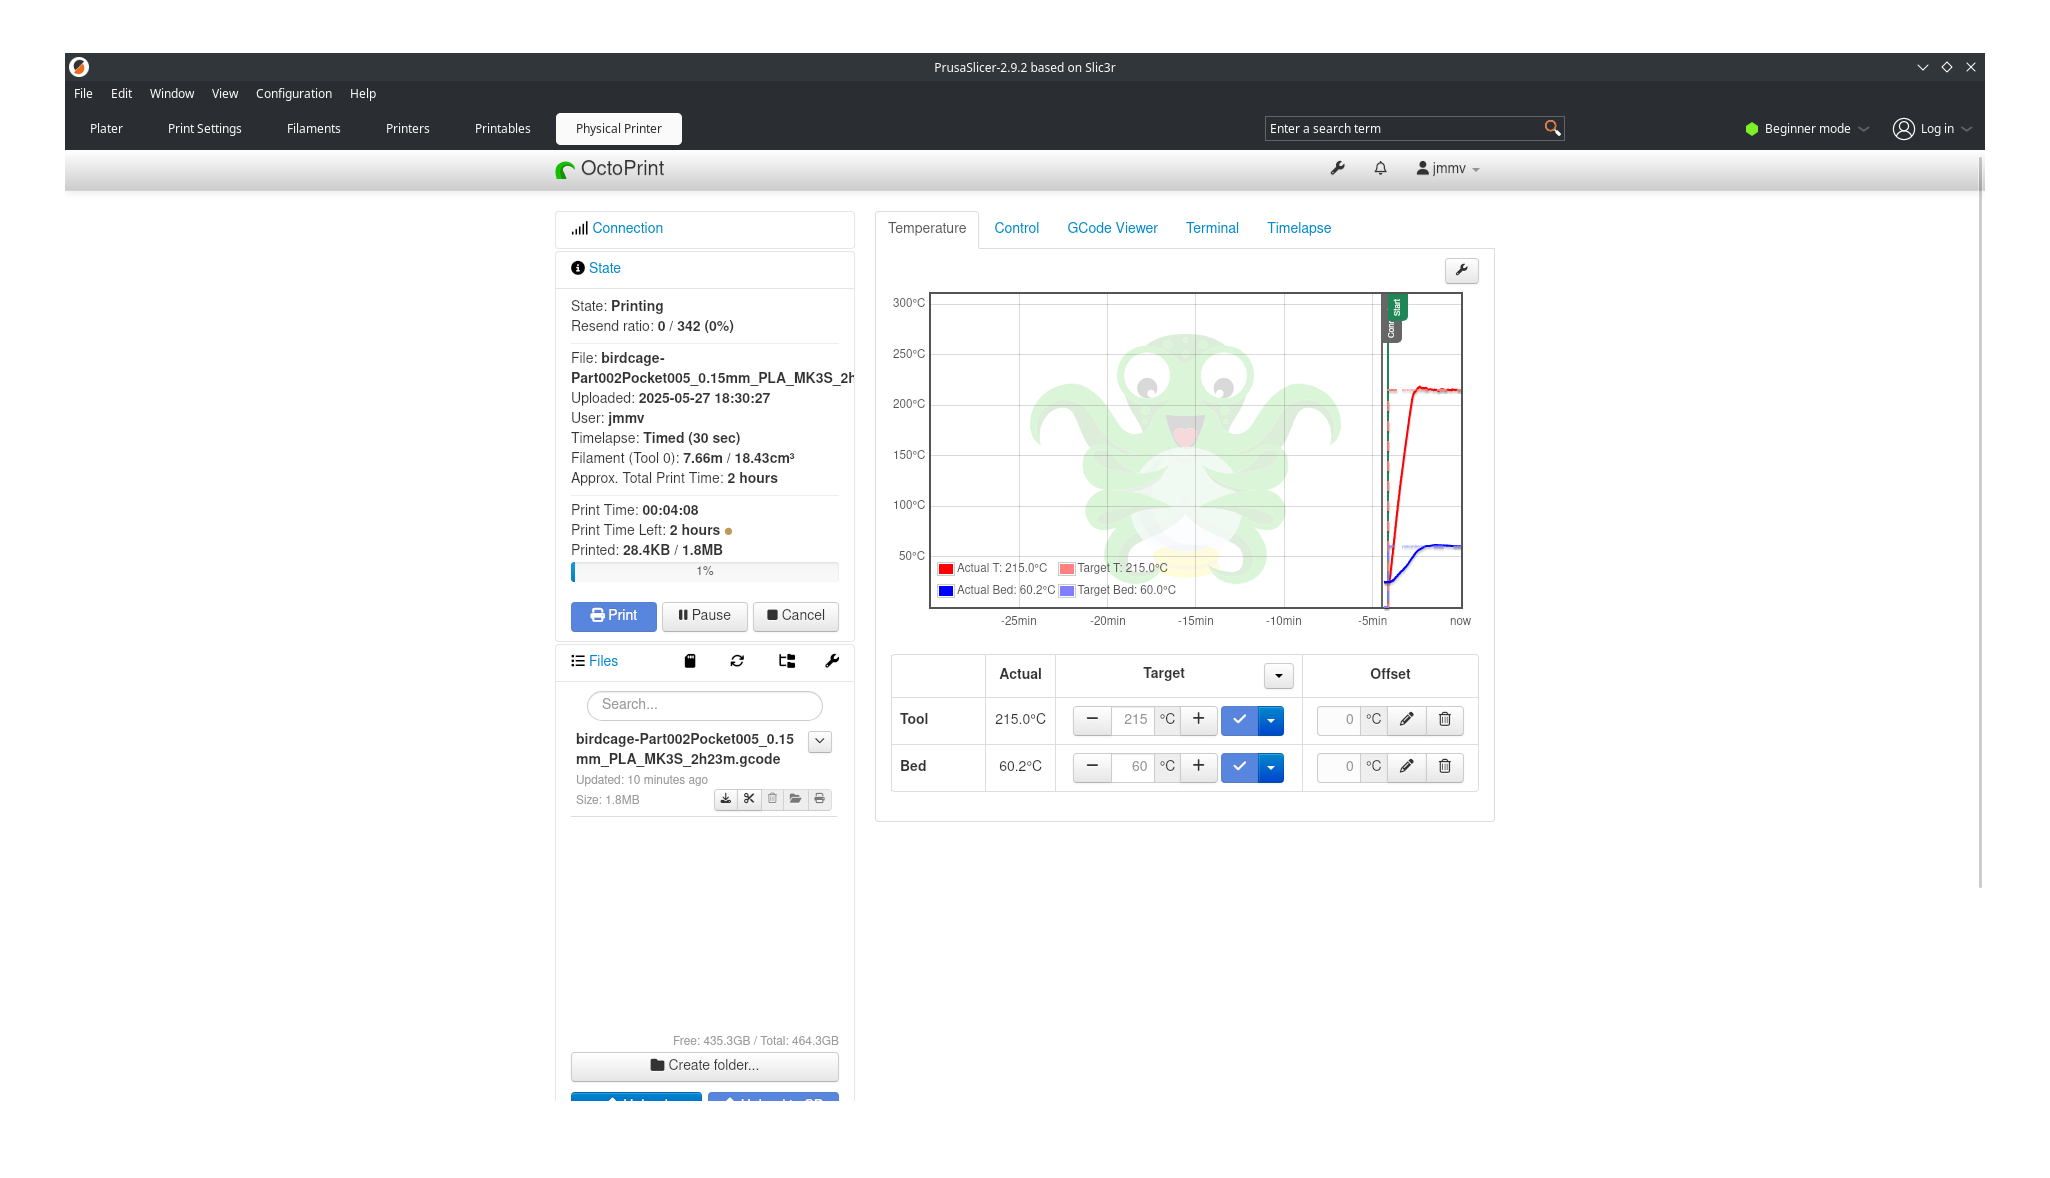 PrusaSlicer-2.9.2 based on Slic3r
File Edit Window View Configuration Help
Plater Print Settings Filaments Printers Printables Physical Printer Enter a search term Beginner mode Log in
OctoPrint jmmv
Connection
State
State: Printing
Resend ratio: 0 / 342 (0%)
File: birdcage-
Part002Pocket005_0.15mm_PLA_MK3S_2h
Uploaded: 2025-05-27 18:30:27
User: jmmv
Timelapse: Timed (30 sec)
Filament (Tool 0): 7.66m / 18.43cm³
Approx. Total Print Time: 2 hours
Print Time: 00:04:08
Print Time Left: 2 hours
Printed: 28.4KB / 1.8MB
1%
Print Pause Cancel
Files
Search...
birdcage-Part002Pocket005_0.15
mm_PLA_MK3S_2h23m.gcode
Updated: 10 minutes ago
Size: 1.8MB
Free: 435.3GB / Total: 464.3GB
Create folder...
Temperature Control GCode Viewer Terminal Timelapse
300°C
250°C
200°C
150°C
100°C
50°C
Start
Actual T: 215.0°C Target T: 215.0°C
Actual Bed: 60.2°C Target Bed: 60.0°C
-25min -20min -15min -10min -5min now
Actual Target Offset
Tool 215.0°C 215 °C 0 °C
Bed 60.2°C 60 °C 0 °C